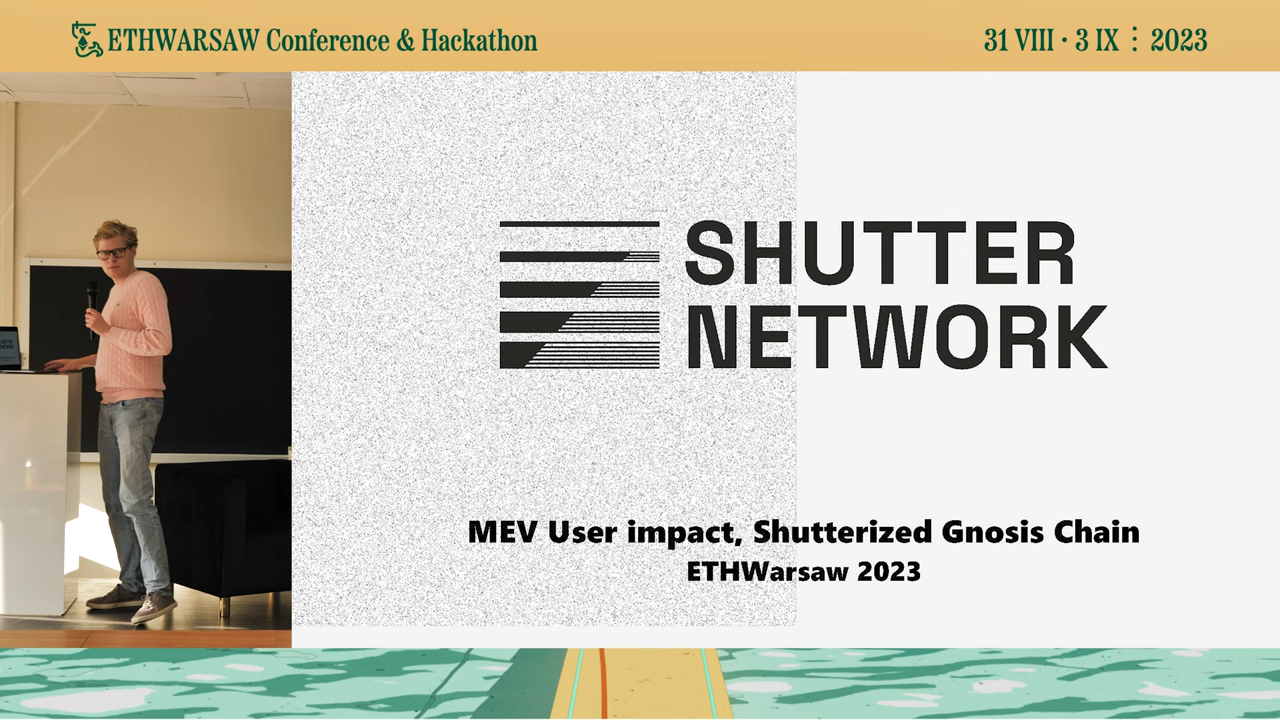 ETHWARSAW Conference & Hackathon
31 VIII · 3 IX ⋮ 2023
SHUTTER
NETWORK
MEV User impact, Shutterized Gnosis Chain
ETHWarsaw 2023